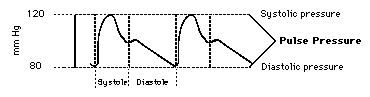 Systolic pressure
120
mm Hg
Pulse Pressure
80
Diastolic pressure
Systole
Diastole